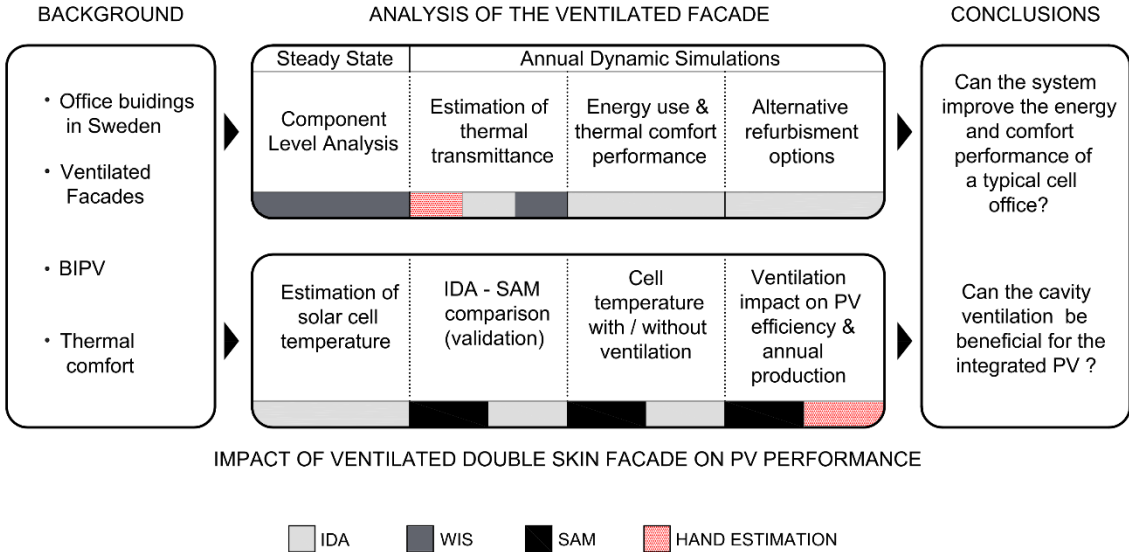 BACKGROUND
ANALYSIS OF THE VENTILATED FACADE
CONCLUSIONS
• Office buidings
in Sweden
• Ventilated
Facades
• BIPV
• Thermal
comfort
Steady State
Annual Dynamic Simulations
Component
Level Analysis
Estimation of
thermal
transmittance
Energy use &
thermal comfort
performance
Alternative
refurbisment
options
Estimation of
solar cell
temperature
IDA - SAM
comparison
(validation)
Cell
temperature
with / without
ventilation
Ventilation
impact on PV
efficiency &
annual
production
Can the system
improve the energy
and comfort
performance of
a typical cell
office?
Can the cavity
ventilation be
beneficial for the
integrated PV ?
IMPACT OF VENTILATED DOUBLE SKIN FACADE ON PV PERFORMANCE
IDA
WIS
SAM
HAND ESTIMATION